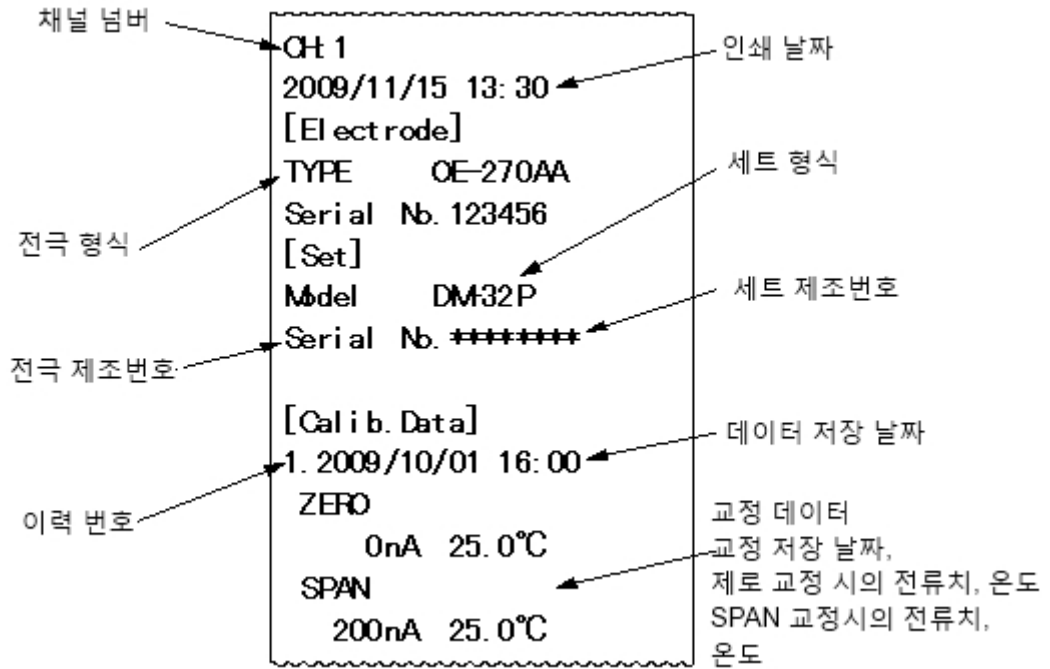 채널 넘버
CH:1
인쇄 날짜
2009/11/15 13:30
[Electrode]
TYPE OE-270AA
세트 형식
Serial No.123456
전극 형식
[Set]
Model DM-32P
세트 제조번호
Serial No.********
전극 제조번호
[Calib.Data]
데이터 저장 날짜
1.2009/10/01 16:00
이력 번호
ZERO
0nA 25.0℃
SPAN
200nA 25.0℃
교정 데이터
교정 저장 날짜,
제로 교정 시의 전류치, 온도
SPAN 교정시의 전류치,
온도